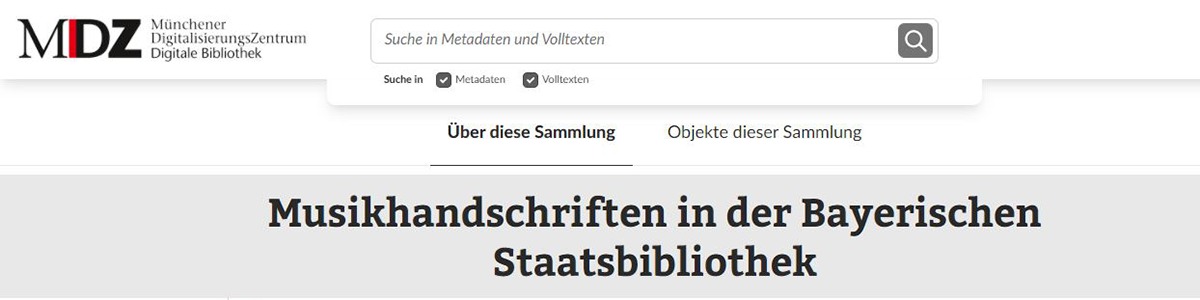 MDZ
Münchener
DigitalisierungsZentrum
Digitale Bibliothek
Suche in Metadaten und Volltexten
Suche in Metadaten Volltexten
Über diese Sammlung Objekte dieser Sammlung
Musikhandschriften in der Bayerischen
Staatsbibliothek